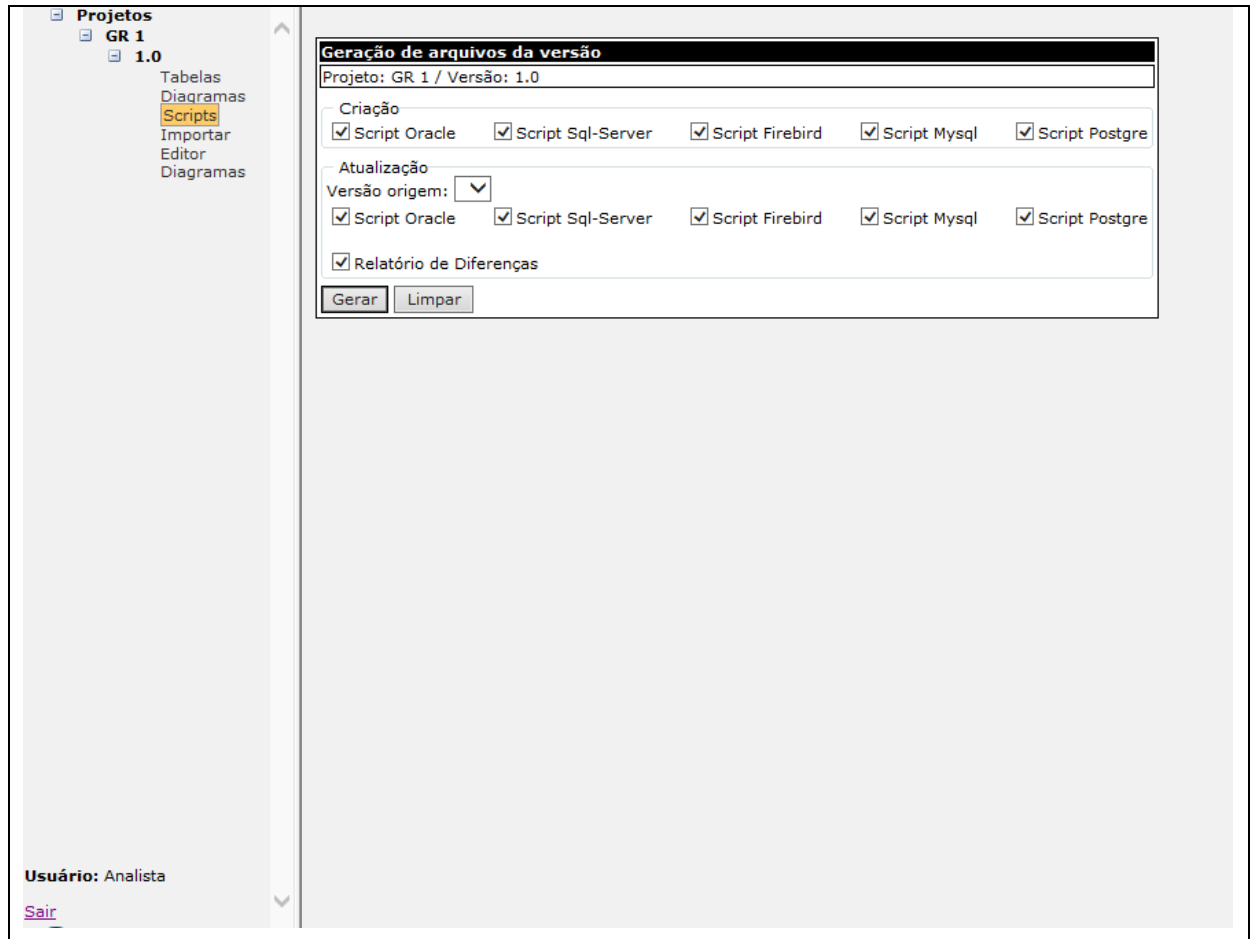 Projetos
GR 1
1.0
Tabelas
Diagramas
Scripts
Importar
Editor
Diagramas
Usuário: Analista
Sair
Geração de arquivos da versão
Projeto: GR 1 / Versão: 1.0
Criação
Script Oracle Script Sql-Server Script Firebird Script Mysql Script Postgre
Atualização
Versão origem:
Script Oracle Script Sql-Server Script Firebird Script Mysql Script Postgre
Relatório de Diferenças
Gerar Limpar